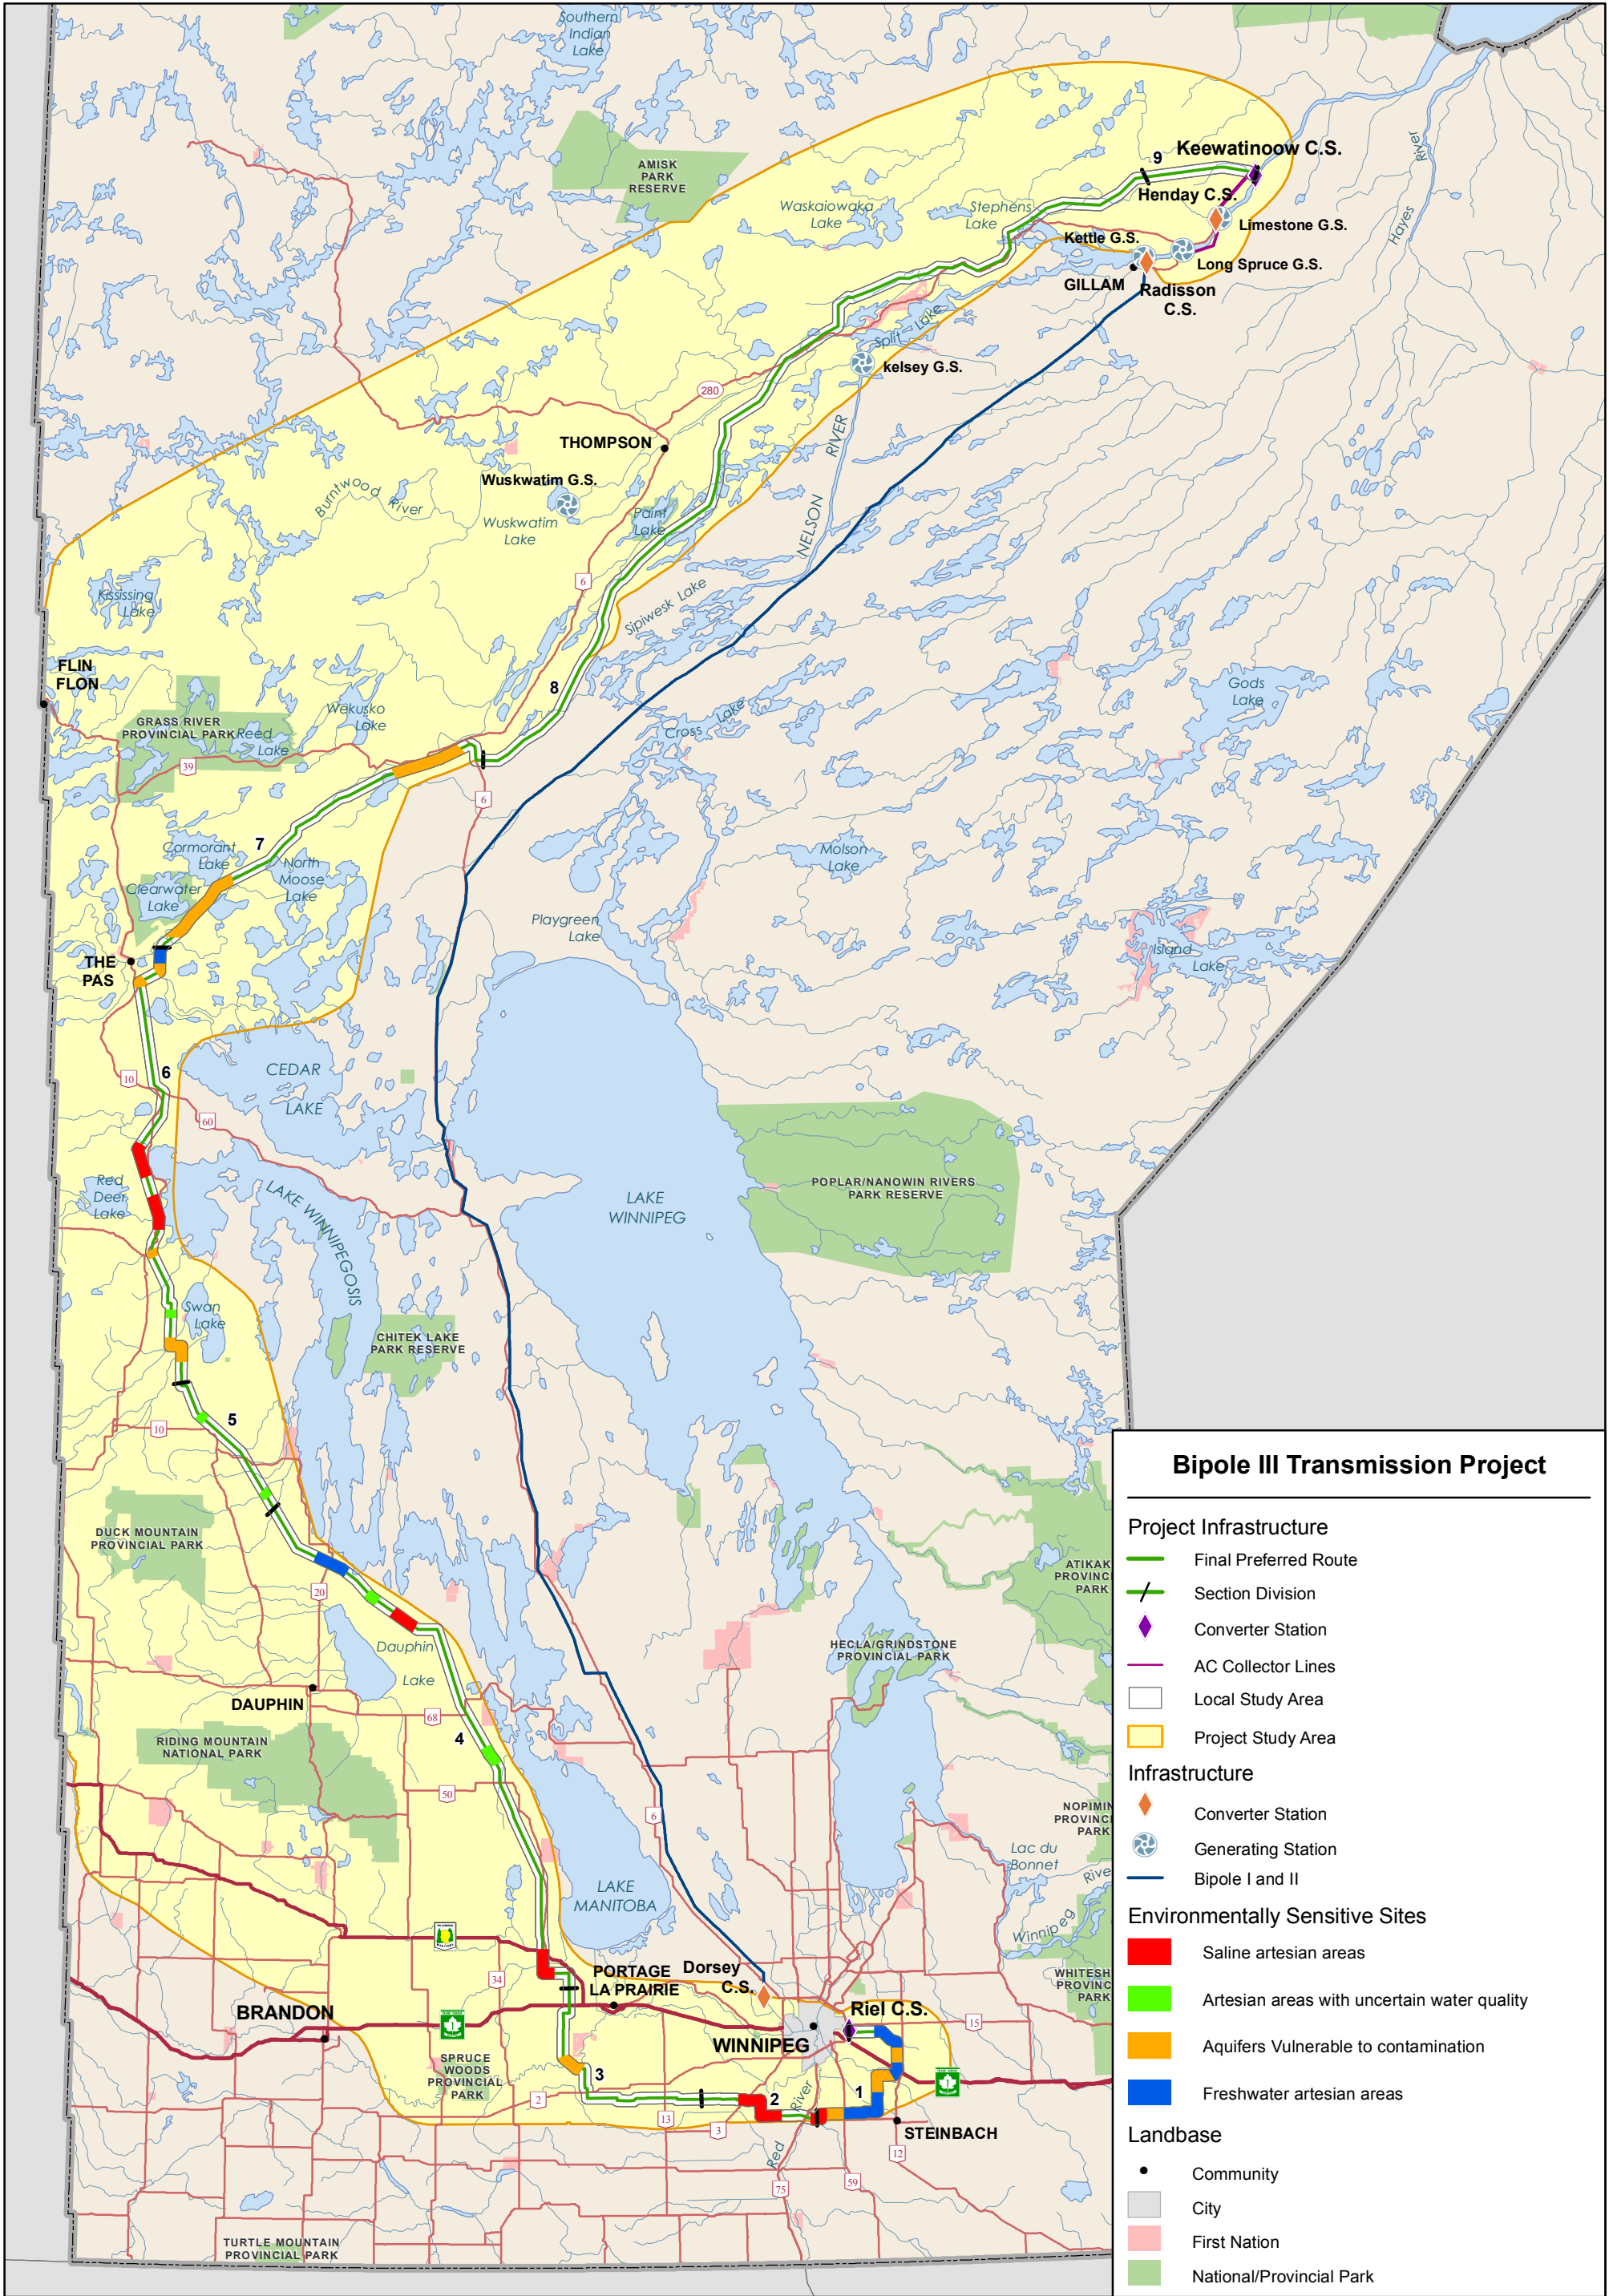 Southern
Indian
Lake
AMISK
PARK
RESERVE
9
Keewatinoow C.S.
Henday C.S.
Waskaiowaka
Lake
Stephens
Lake
Limestone G.S.
Kettle G.S.
Long Spruce G.S.
GILLAM
Radisson
C.S.
Hayes
River
Split Lake
kelsey G.S.
280
THOMPSON
Wuskwatim G.S.
Burntwood
River
Wuskwatim
Lake
Paint
Lake
NELSON
RIVER
6
Sipiwesk Lake
Kississing
Lake
FLIN
FLON
8
GRASS RIVER
PROVINCIAL PARK
Reed
Lake
Wekusko
Lake
39
Cross Lake
Gods
Lake
6
7
Cormorant
Lake
North
Moose
Lake
Clearwater
Lake
Molson
Lake
Playgreen
Lake
Island
Lake
THE
PAS
6
10
CEDAR
LAKE
60
Red
Deer
Lake
LAKE WINNIPEGOSIS
LAKE
WINNIPEG
POPLAR/NANOWIN RIVERS
PARK RESERVE
Swan
Lake
CHITEK LAKE
PARK RESERVE
5
10
DUCK MOUNTAIN
PROVINCIAL PARK
20
ATIKAK
PROVINCI
PARK
Dauphin
Lake
HECLA/GRINDSTONE
PROVINCIAL PARK
DAUPHIN
68
4
RIDING MOUNTAIN
NATIONAL PARK
50
6
NOPIMIN
PROVINCI
PARK
Lac du
Bonnet
Winnipeg
Rive
LAKE
MANITOBA
34
PORTAGE
LA PRAIRIE
Dorsey
C.S.
WHITESH
PROVINC
PARK
BRANDON
1
Riel C.S.
15
WINNIPEG
SPRUCE
WOODS
PROVINCIAL
PARK
3
1
1
2
2
13
3
Red
River
STEINBACH
12
75
59
TURTLE MOUNTAIN
PROVINCIAL PARK
Bipole III Transmission Project
Project Infrastructure
Final Preferred Route
Section Division
Converter Station
AC Collector Lines
Local Study Area
Project Study Area
Infrastructure
Converter Station
Generating Station
Bipole I and II
Environmentally Sensitive Sites
Saline artesian areas
Artesian areas with uncertain water quality
Aquifers Vulnerable to contamination
Freshwater artesian areas
Landbase
Community
City
First Nation
National/Provincial Park